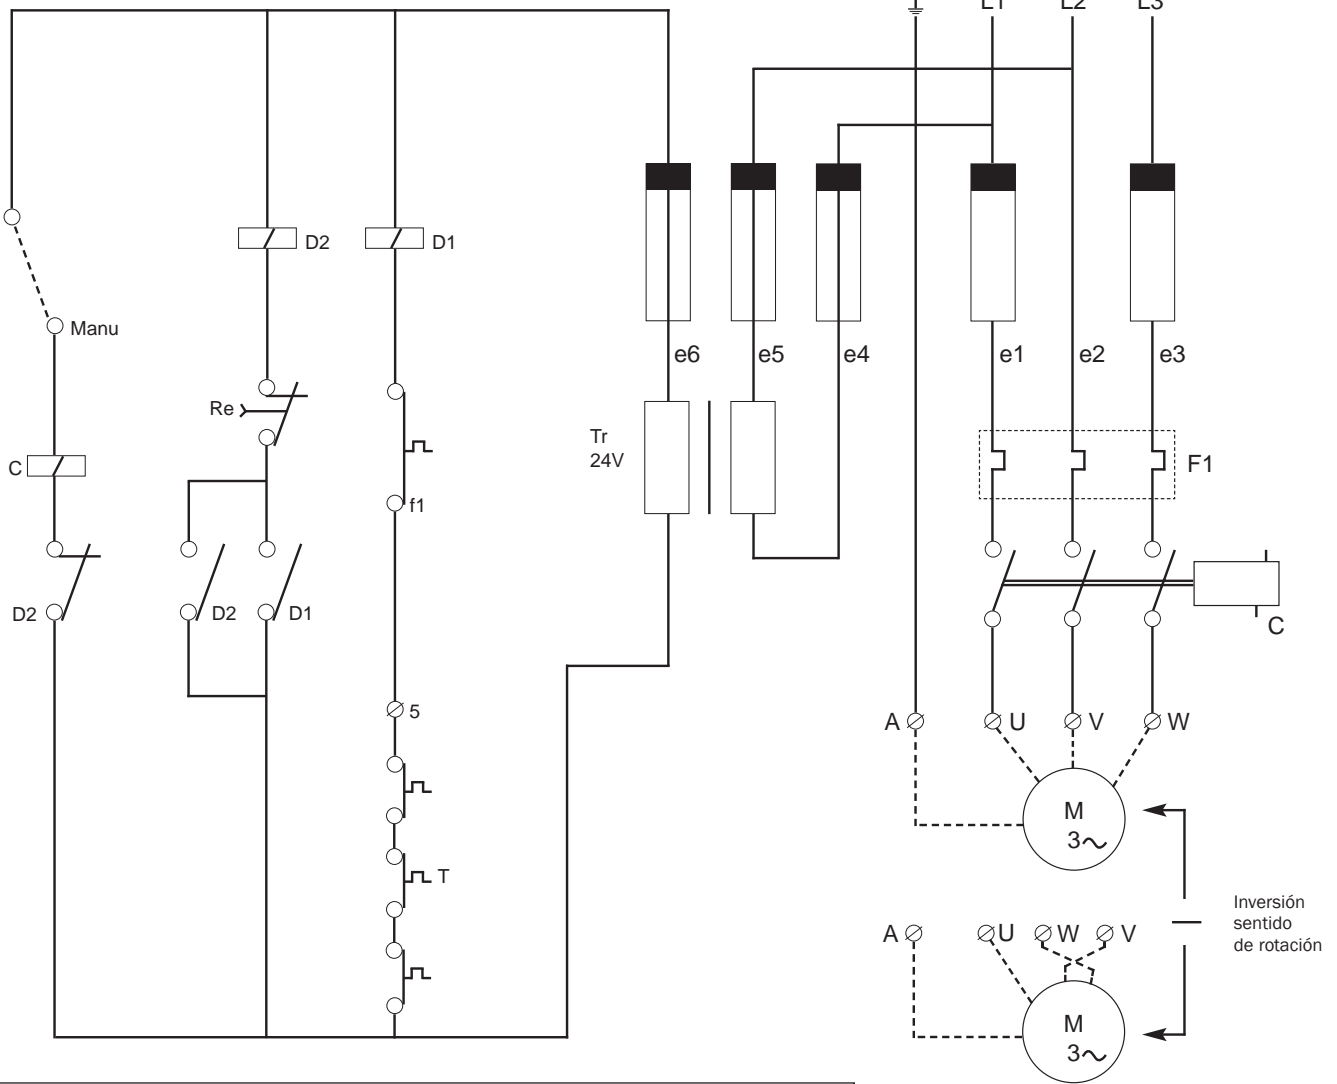 L1 L2 L3
D2 D1
Manu
e6 e5 e4 e1 e2 e3
Re
Tr
24V
F1
C
f1
D2 D2 D1
C
5
A U V W
M
3~
T
Inversión
sentido
de rotación
A U W V
M
3~